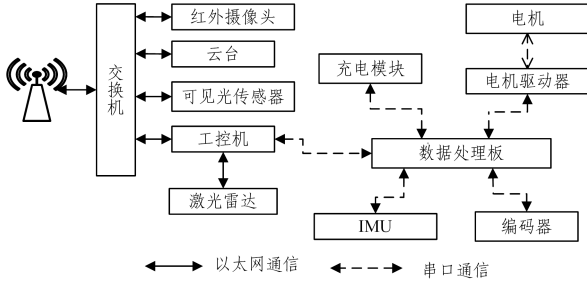 红外摄像头
云台
可见光传感器
工控机
激光雷达
交换机
充电模块
电机
电机驱动器
数据处理板
IMU
编码器
以太网通信
串口通信